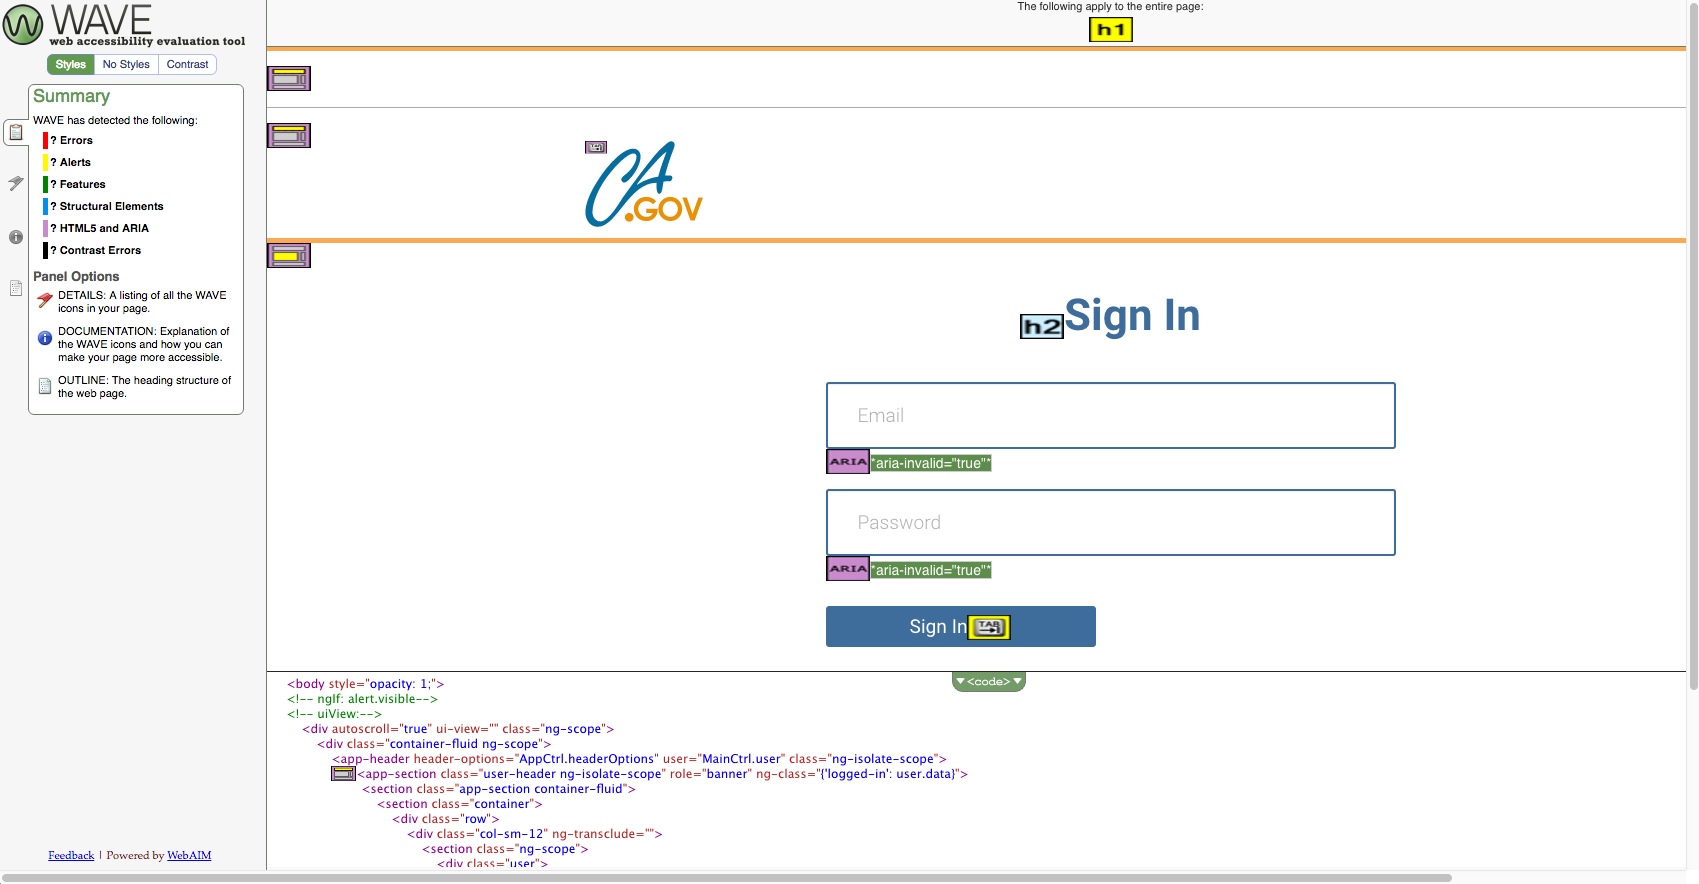 WAVE
web accessibility evaluation tool
Styles No Styles Contrast
Summary
WAVE has detected the following:
? Errors
? Alerts
? Features
? Structural Elements
? HTML5 and ARIA
? Contrast Errors
Panel Options
DETAILS: A listing of all the WAVE
icons in your page.
DOCUMENTATION: Explanation of
the WAVE icons and how you can
make your page more accessible.
OUTLINE: The heading structure of
the web page.
Feedback | Powered by WebAIM
The following apply to the entire page:
h1
TAB
CA
.GOV
h2 Sign In
Email
ARIA *aria-invalid="true"*
Password
ARIA *aria-invalid="true"*
Sign In TAB
<code>
<body style="opacity: 1;">
<!-- ngIf: alert.visible-->
<!-- uiView:-->
<div autoscroll="true" ui-view="" class="ng-scope">
<div class="container-fluid ng-scope">
<app-header header-options="AppCtrl.headerOptions" user="MainCtrl.user" class="ng-isolate-scope">
<app-section class="user-header ng-isolate-scope" role="banner" ng-class="{'logged-in': user.data}">
<section class="app-section container-fluid">
<section class="container">
<div class="row">
<div class="col-sm-12" ng-transclude="">
<section class="ng-scope">
<div class="user">